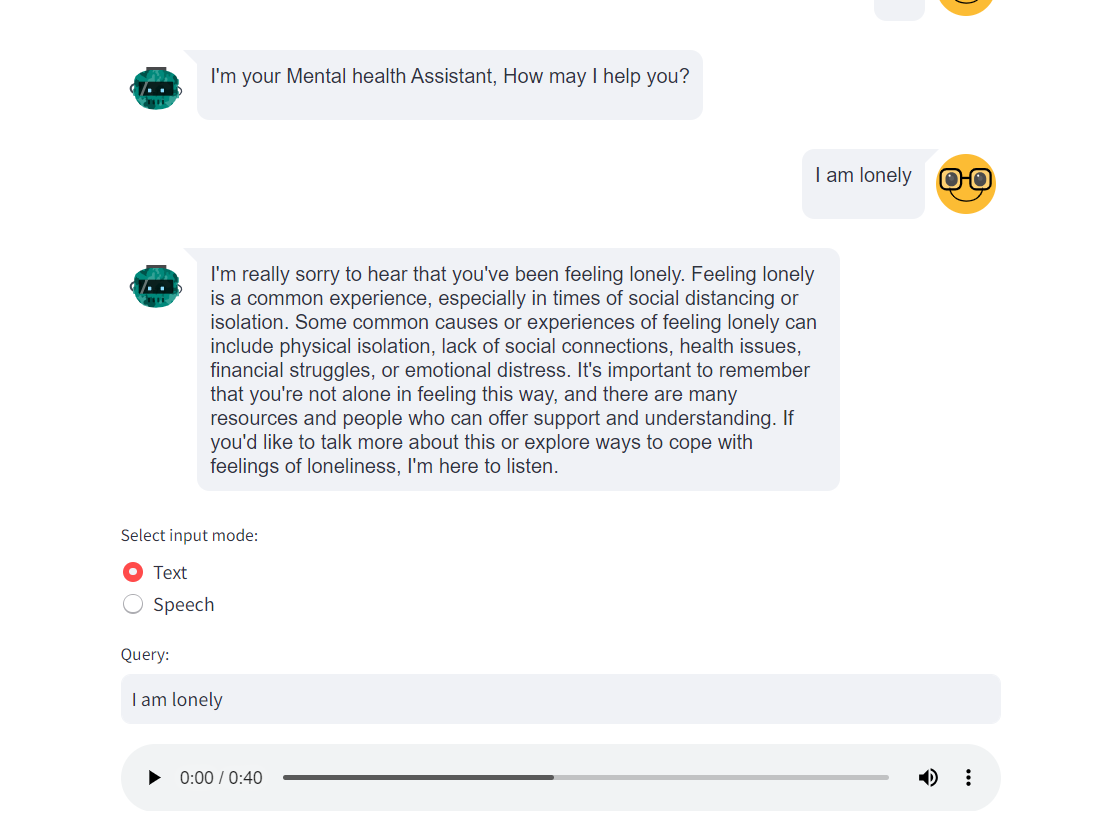 I'm your Mental health Assistant, How may I help you?
I am lonely
I'm really sorry to hear that you've been feeling lonely. Feeling lonely
is a common experience, especially in times of social distancing or
isolation. Some common causes or experiences of feeling lonely can
include physical isolation, lack of social connections, health issues,
financial struggles, or emotional distress. It's important to remember
that you're not alone in feeling this way, and there are many
resources and people who can offer support and understanding. If
you'd like to talk more about this or explore ways to cope with
feelings of loneliness, I'm here to listen.
Select input mode:
Text
Speech
Query:
I am lonely
0:00 / 0:40